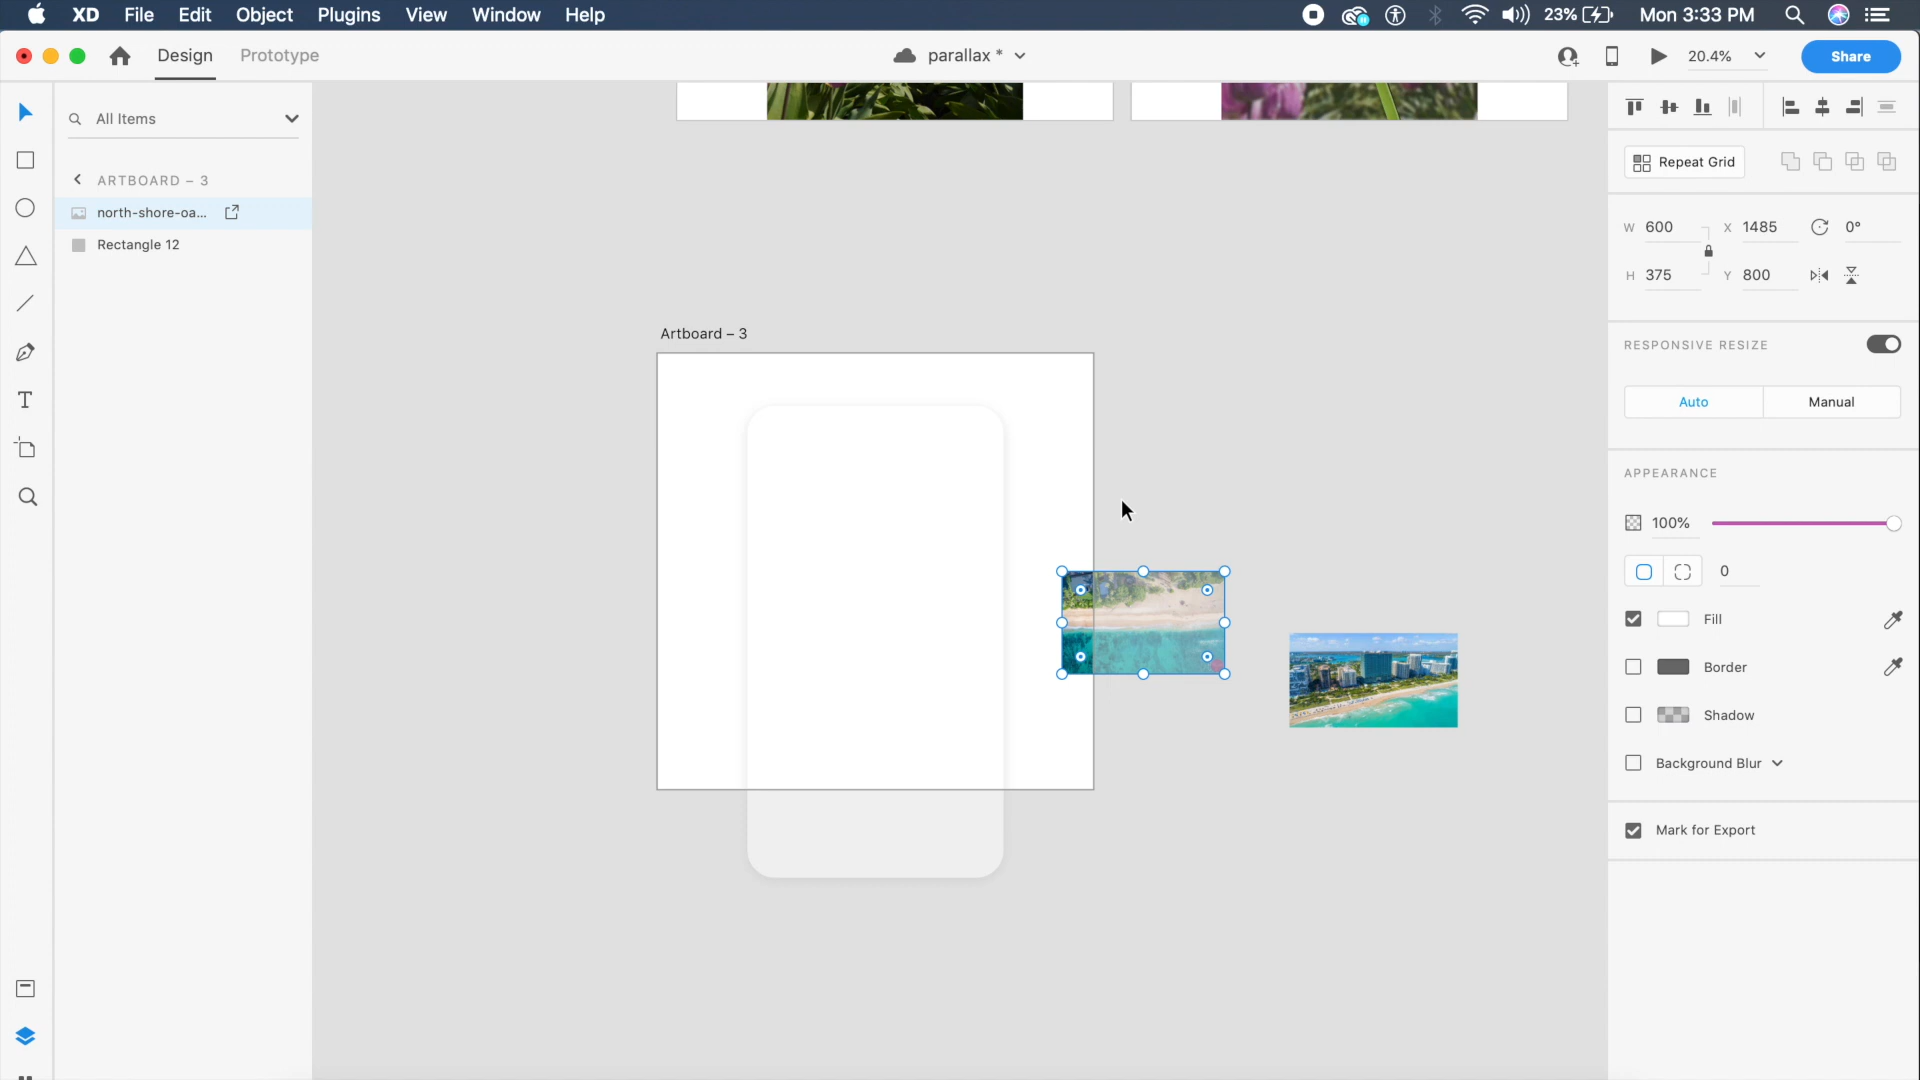 XD File Edit Object Plugins View Window Help 23% Mon 3:33 PM
Design Prototype parallax * 20.4% Share
All Items
ARTBOARD – 3
north-shore-oa...
Rectangle 12
Artboard – 3
Repeat Grid
W 600 X 1485 0°
H 375 Y 800
RESPONSIVE RESIZE
Auto Manual
APPEARANCE
100%
0
Fill
Border
Shadow
Background Blur
Mark for Export